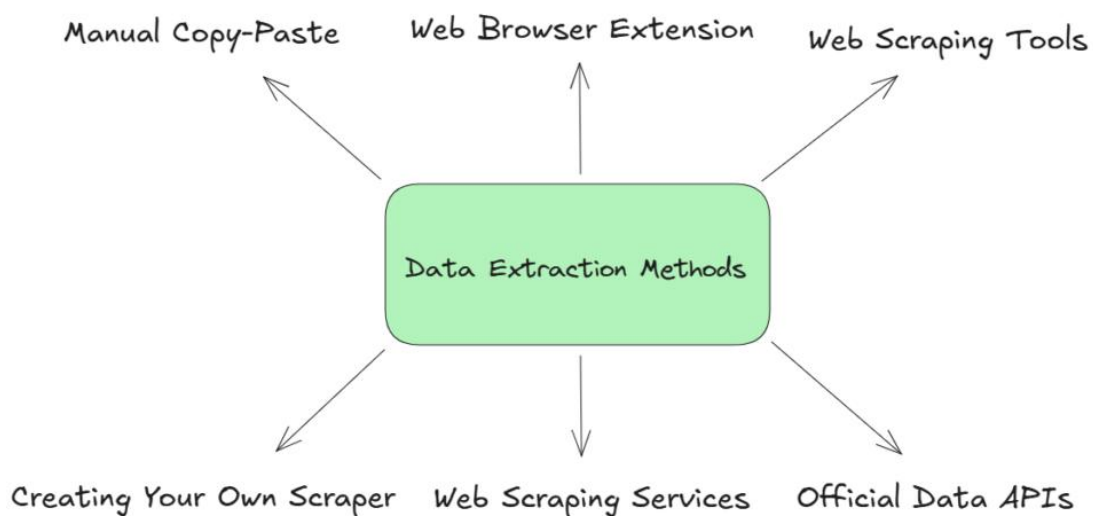 Manual Copy-Paste
Web Browser Extension
Web Scraping Tools
Data Extraction Methods
Creating Your Own Scraper
Web Scraping Services
Official Data APIs